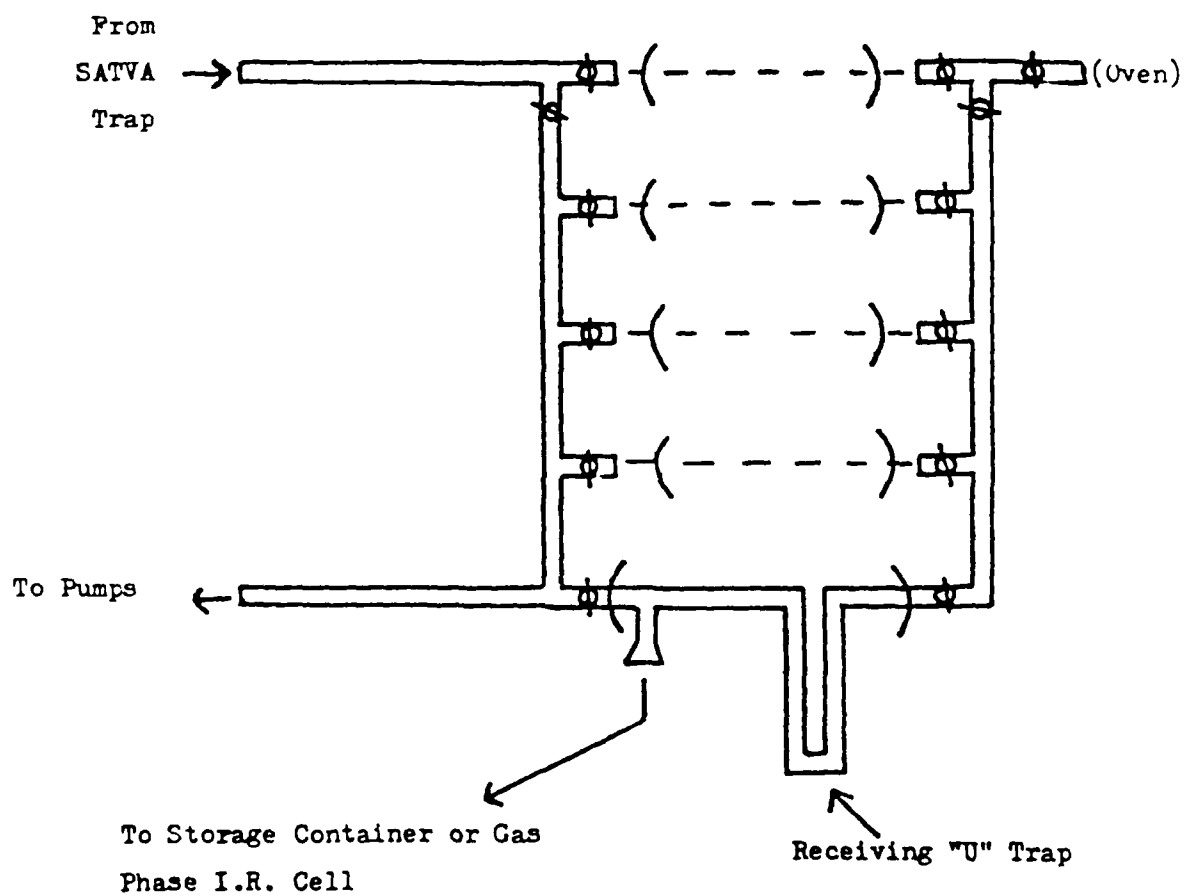 From
SATVA
Trap
(Oven)
To Pumps
To Storage Container or Gas
Phase I.R. Cell
Receiving "U" Trap